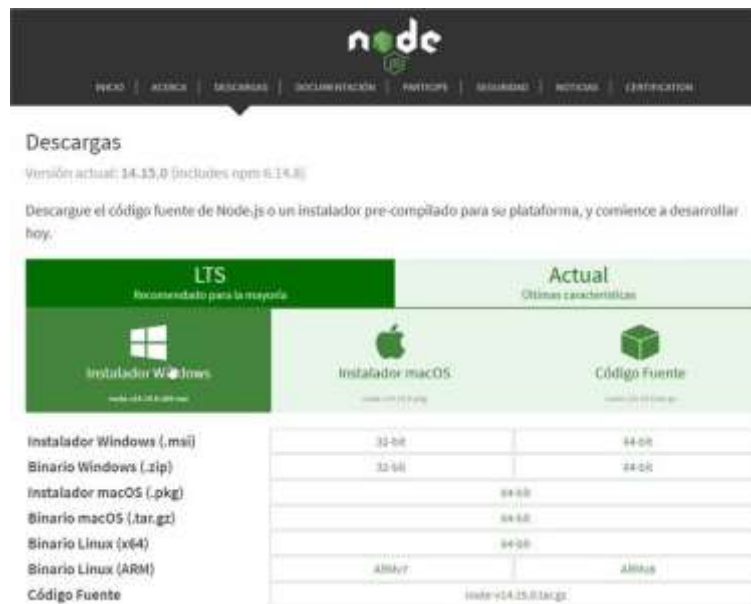 node
JS
INICIO | ACERCA | DESCARGAS | DOCUMENTACIÓN | PARTICIPE | SEGURIDAD | NOTICIAS | CERTIFICATION
Descargas
Versión actual: 14.15.0 (includes npm 6.14.8)
Descargue el código fuente de Node.js o un instalador pre-compilado para su plataforma, y comience a desarrollar
hoy.
LTS
Recomendado para la mayoría
Actual
Últimas características
Instalador Windows
Instalador macOS
Código Fuente
Instalador Windows (.msi) 32-bit 64-bit
Binario Windows (.zip) 32-bit 64-bit
Instalador macOS (.pkg) 64-bit
Binario macOS (.tar.gz) 64-bit
Binario Linux (x64) 64-bit
Binario Linux (ARM) ARMv7 ARMv8
Código Fuente node-v14.15.0.tar.gz